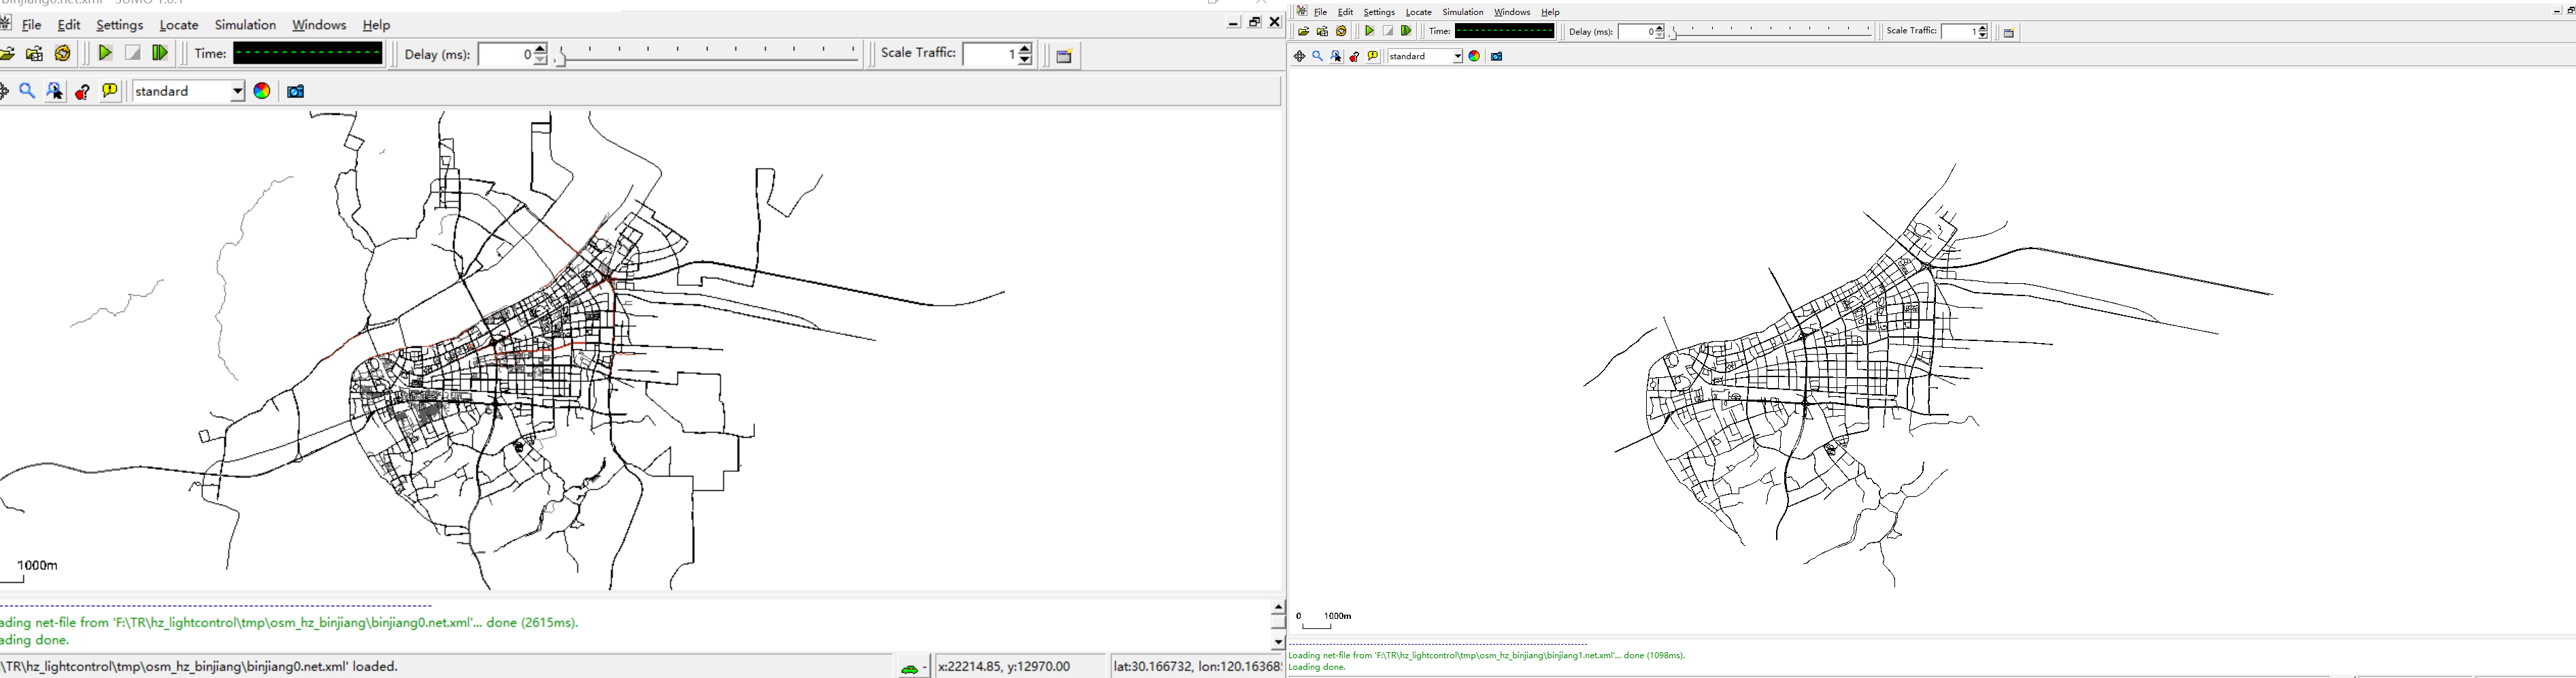 binjiang0.net.xml - SUMO 1.6.1
File Edit Settings Locate Simulation Windows Help
Time: Delay (ms): 0 Scale Traffic: 1
standard
1000m
ading net-file from 'F:\TR\hz_lightcontrol\tmp\osm_hz_binjiang\binjiang0.net.xml'... done (2615ms).
ading done.
:\TR\hz_lightcontrol\tmp\osm_hz_binjiang\binjiang0.net.xml' loaded.
x:22214.85, y:12970.00
lat:30.166732, lon:120.16368
File Edit Settings Locate Simulation Windows Help
Time: Delay (ms): 0 Scale Traffic: 1
standard
0 1000m
Loading net-file from 'F:\TR\hz_lightcontrol\tmp\osm_hz_binjiang\binjiang1.net.xml'... done (1098ms).
Loading done.